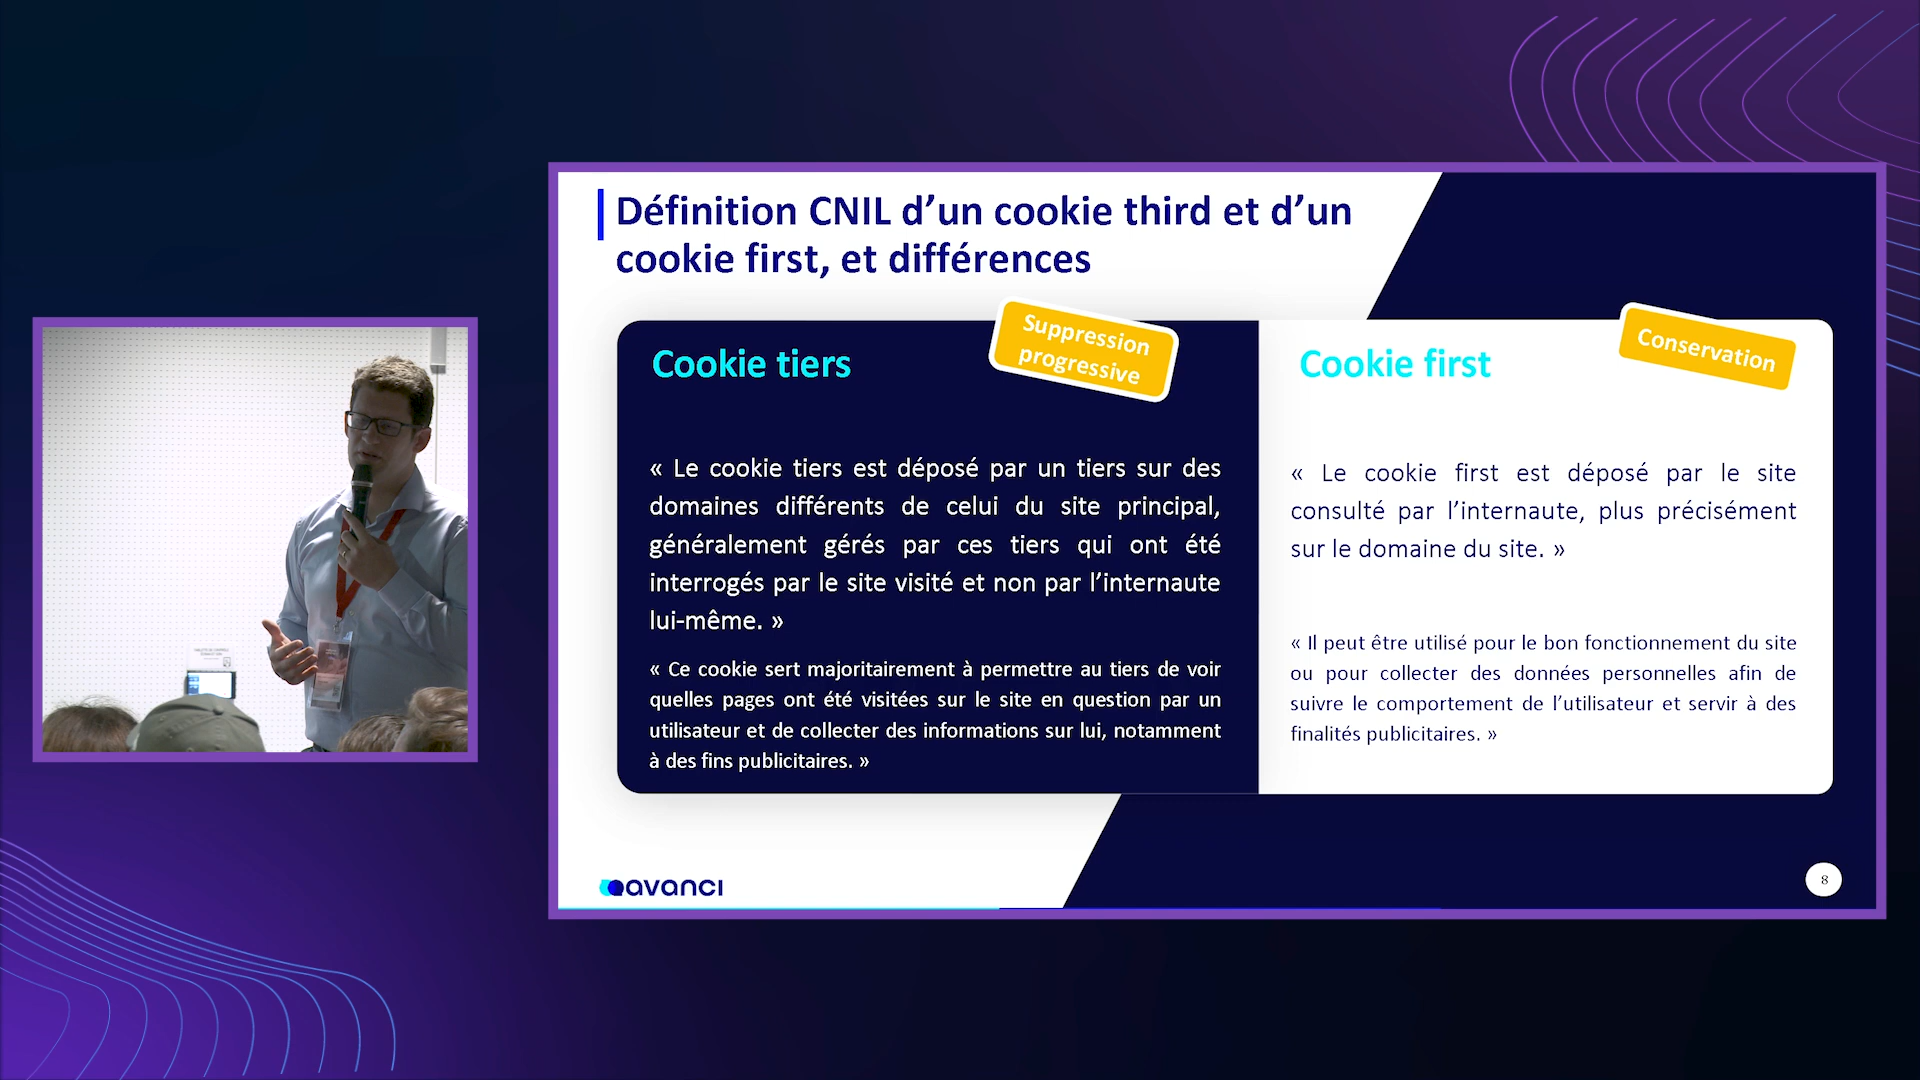 Définition CNIL d’un cookie third et d’un
cookie first, et différences
Cookie tiers
Suppression
progressive
« Le cookie tiers est déposé par un tiers sur des
domaines différents de celui du site principal,
généralement gérés par ces tiers qui ont été
interrogés par le site visité et non par l’internaute
lui-même. »
« Ce cookie sert majoritairement à permettre au tiers de voir
quelles pages ont été visitées sur le site en question par un
utilisateur et de collecter des informations sur lui, notamment
à des fins publicitaires. »
Cookie first
Conservation
« Le cookie first est déposé par le site
consulté par l’internaute, plus précisément
sur le domaine du site. »
« Il peut être utilisé pour le bon fonctionnement du site
ou pour collecter des données personnelles afin de
suivre le comportement de l’utilisateur et servir à des
finalités publicitaires. »
avanci
8